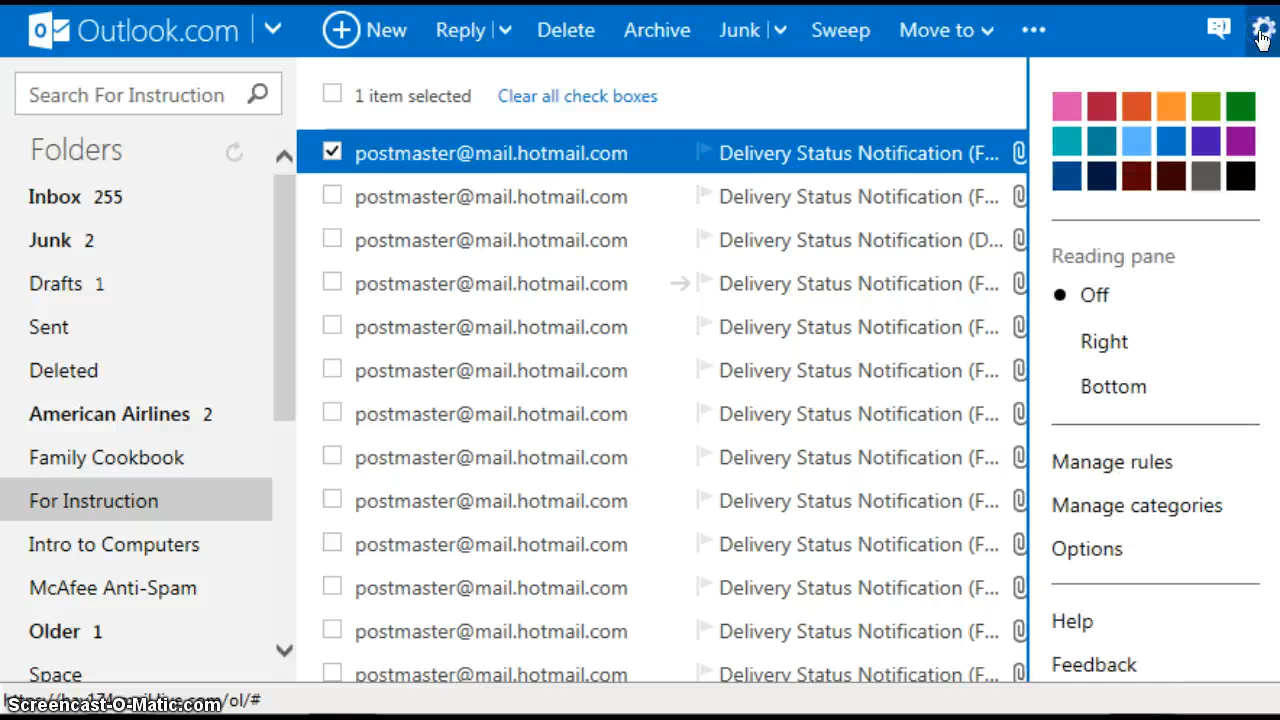 Outlook.com
New Reply Delete Archive Junk Sweep Move to •••
Search For Instruction
1 item selected Clear all check boxes
Folders
Inbox 255
Junk 2
Drafts 1
Sent
Deleted
American Airlines 2
Family Cookbook
For Instruction
Intro to Computers
McAfee Anti-Spam
Older 1
Space
postmaster@mail.hotmail.com Delivery Status Notification (F...
postmaster@mail.hotmail.com Delivery Status Notification (F...
postmaster@mail.hotmail.com Delivery Status Notification (D...
postmaster@mail.hotmail.com Delivery Status Notification (F...
postmaster@mail.hotmail.com Delivery Status Notification (F...
postmaster@mail.hotmail.com Delivery Status Notification (F...
postmaster@mail.hotmail.com Delivery Status Notification (F...
postmaster@mail.hotmail.com Delivery Status Notification (F...
postmaster@mail.hotmail.com Delivery Status Notification (F...
postmaster@mail.hotmail.com Delivery Status Notification (F...
postmaster@mail.hotmail.com Delivery Status Notification (F...
postmaster@mail.hotmail.com Delivery Status Notification (F...
postmaster@mail.hotmail.com Delivery Status Notification (F...
Reading pane
Off
Right
Bottom
Manage rules
Manage categories
Options
Help
Feedback
Screencast-O-Matic.com